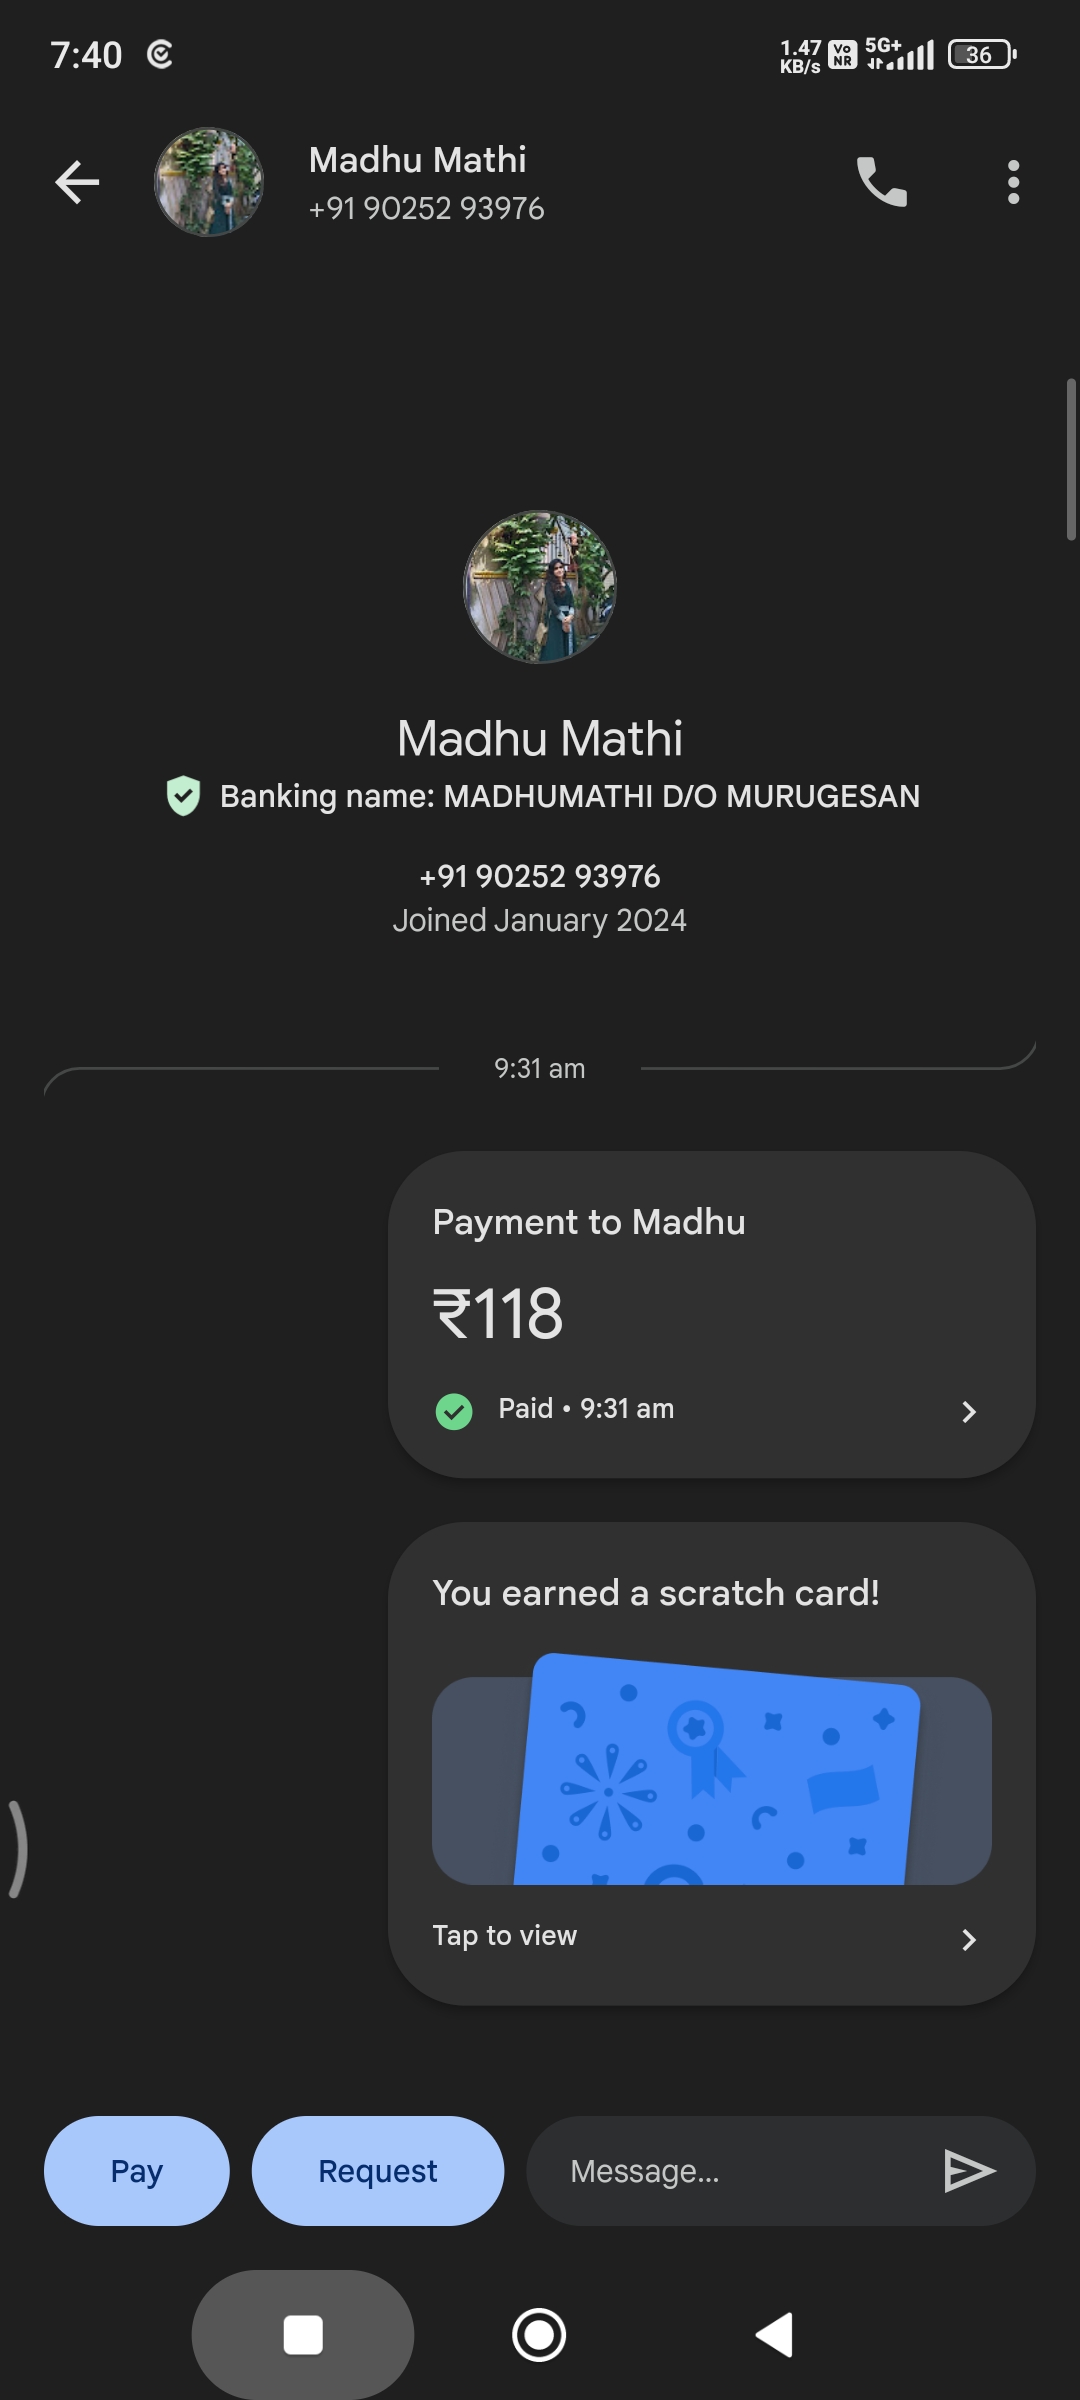 7:40
1.47 KB/s Vo NR 5G+ 36
Madhu Mathi
+91 90252 93976
Madhu Mathi
Banking name: MADHUMATHI D/O MURUGESAN
+91 90252 93976
Joined January 2024
9:31 am
Payment to Madhu
₹118
Paid • 9:31 am
You earned a scratch card!
Tap to view
Pay
Request
Message...